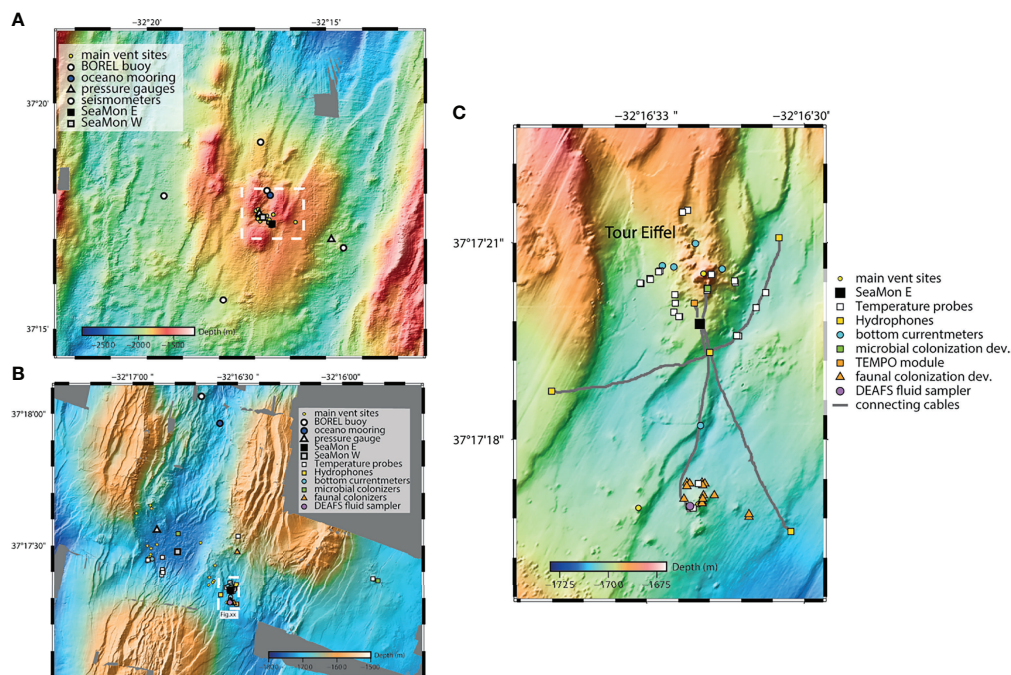 A
−32˚20'
−32˚15'
37˚20'
37˚15'
main vent sites
BOREL buoy
oceano mooring
pressure gauges
seismometers
SeaMon E
SeaMon W
Depth (m)
−2500
−2000
−1500
B
−32˚17'00
−32˚16'30
−32˚16'00
37˚18'00
37˚17'30
main vent sites
BOREL buoy
oceano mooring
pressure gauge
SeaMon E
SeaMon W
Temperature probes
Hydrophones
bottom currentmeters
microbial colonizers
faunal colonizers
DEAFS fluid sampler
Fig.xx
Depth (m)
−1700
−1600
−1500
C
−32˚16'33 "
−32˚16'30
37˚17'21
37˚17'18
Tour Eiffel
Depth (m)
−1725
−1700
−1675
main vent sites
SeaMon E
Temperature probes
Hydrophones
bottom currentmeters
microbial colonization dev.
TEMPO module
faunal colonization dev.
DEAFS fluid sampler
connecting cables